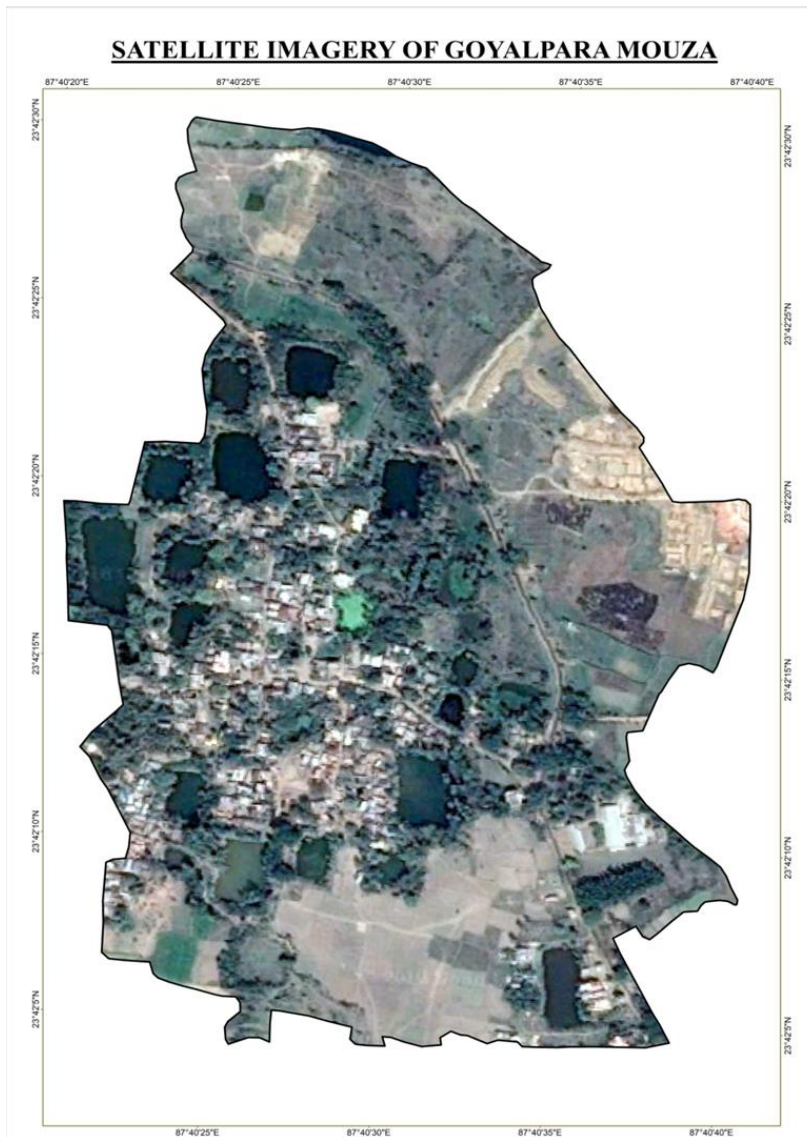 SATELLITE IMAGERY OF GOYALPARA MOUZA
87°40'20"E 87°40'25"E 87°40'30"E 87°40'35"E 87°40'40"E
23°42'30"N 23°42'30"N
23°42'25"N 23°42'25"N
23°42'20"N 23°42'20"N
23°42'15"N 23°42'15"N
23°42'10"N 23°42'10"N
23°42'5"N 23°42'5"N
87°40'25"E 87°40'30"E 87°40'35"E 87°40'40"E